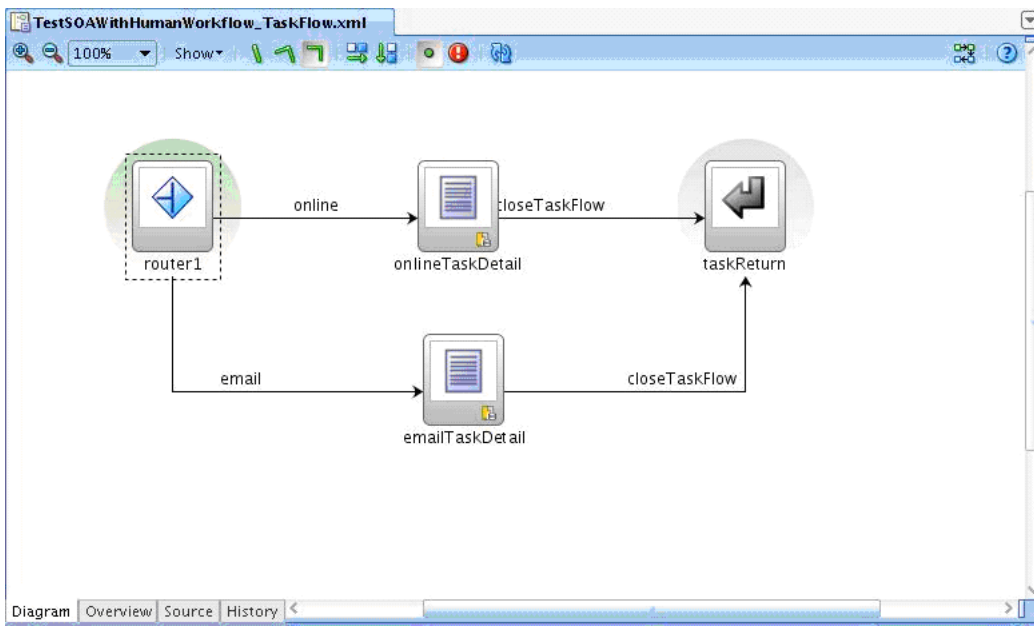 TestSOAWithHumanWorkflow_TaskFlow.xml
100% Show
online
closeTaskFlow
router1
onlineTaskDetail
taskReturn
email
closeTaskFlow
emailTaskDetail
Diagram Overview Source History